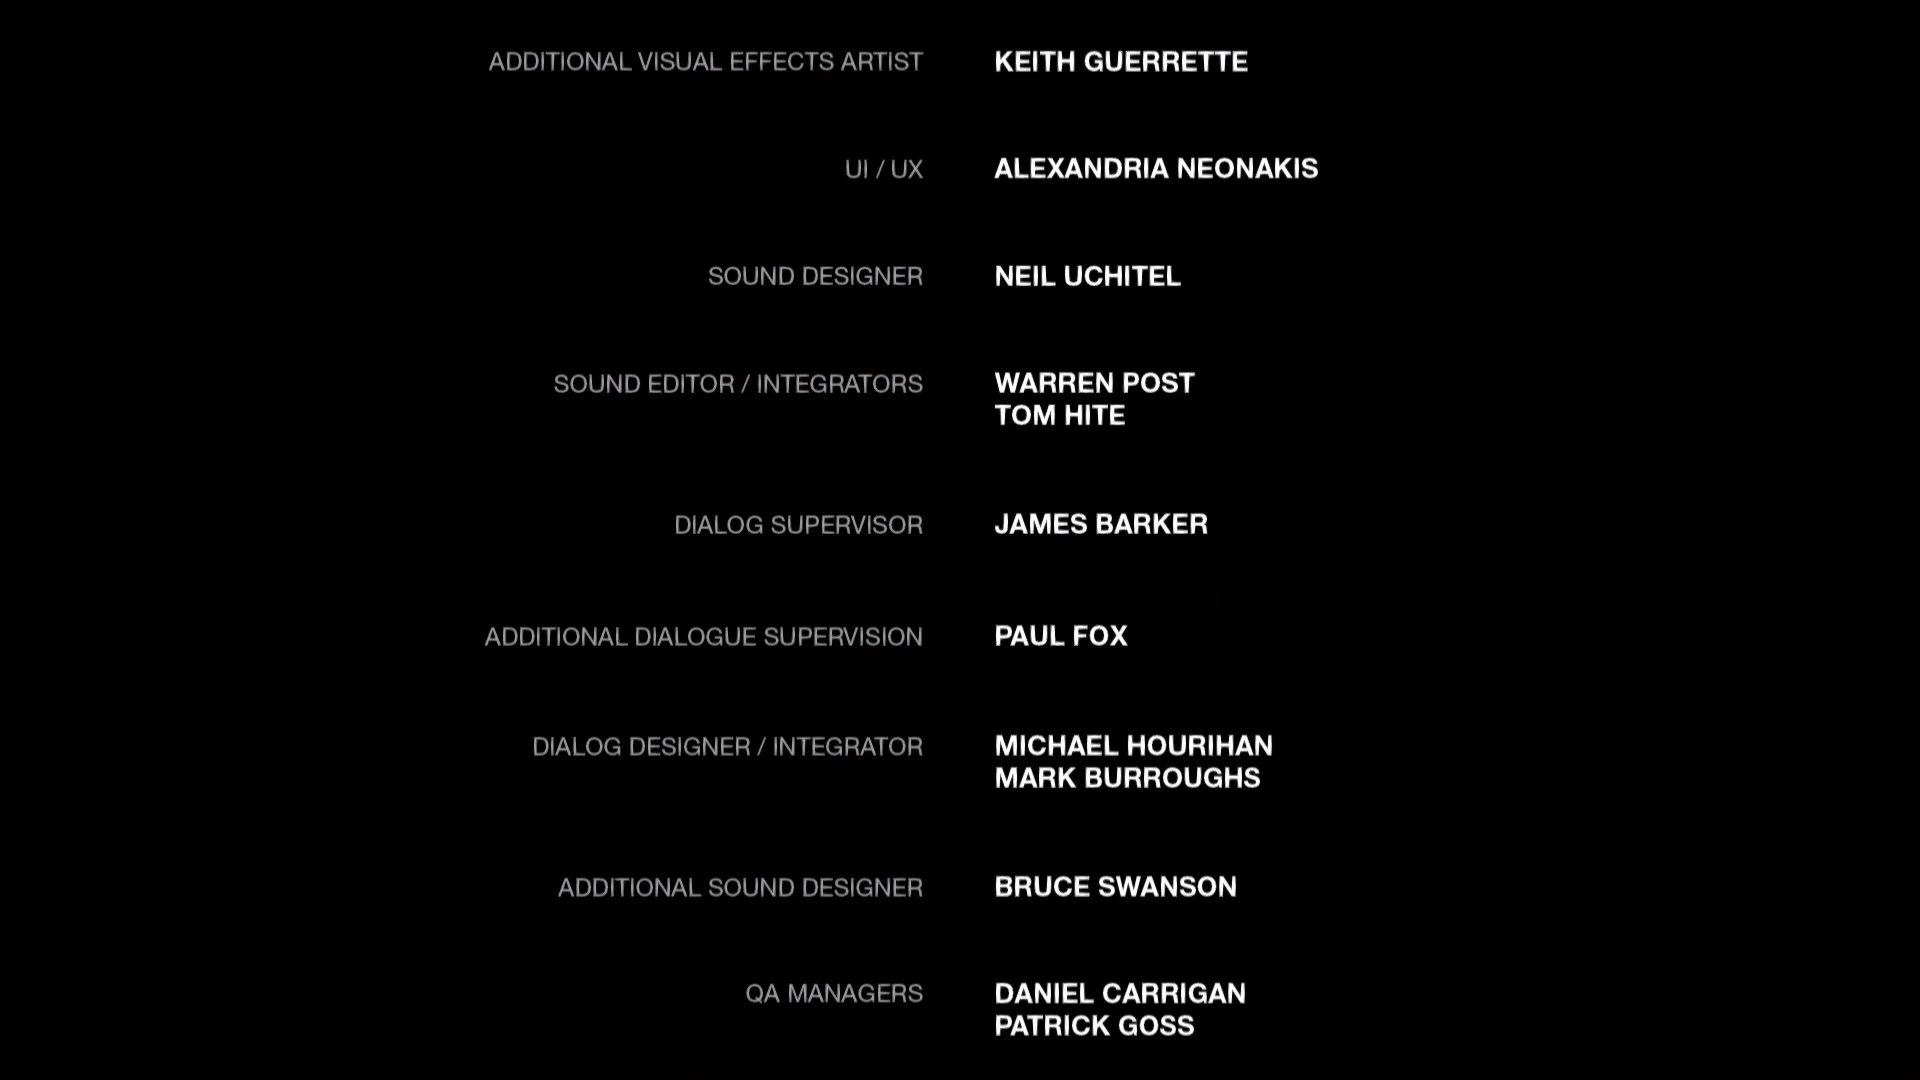 ADDITIONAL VISUAL EFFECTS ARTIST KEITH GUERRETTE
UI / UX ALEXANDRIA NEONAKIS
SOUND DESIGNER NEIL UCHITEL
SOUND EDITOR / INTEGRATORS WARREN POST
TOM HITE
DIALOG SUPERVISOR JAMES BARKER
ADDITIONAL DIALOGUE SUPERVISION PAUL FOX
DIALOG DESIGNER / INTEGRATOR MICHAEL HOURIHAN
MARK BURROUGHS
ADDITIONAL SOUND DESIGNER BRUCE SWANSON
QA MANAGERS DANIEL CARRIGAN
PATRICK GOSS